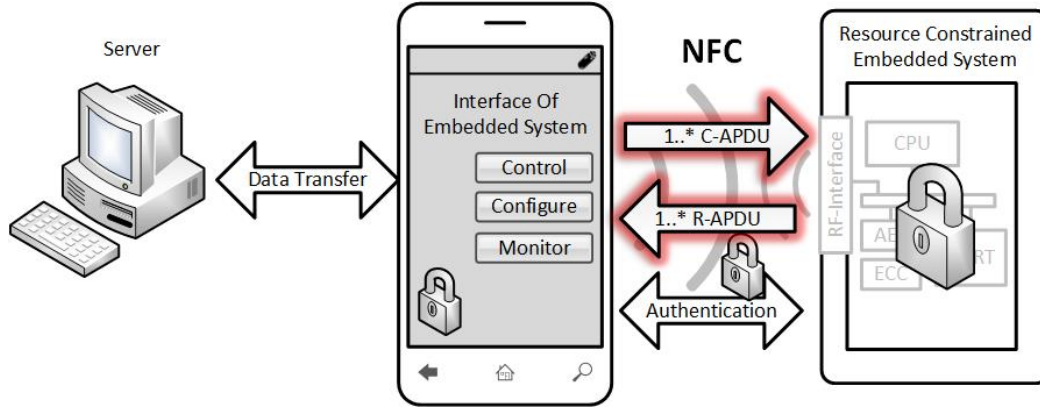 Server
Data Transfer
Interface Of
Embedded System
Control
Configure
Monitor
NFC
1..* C-APDU
1..* R-APDU
Authentication
Resource Constrained
Embedded System
RF-Interface
CPU
ECC